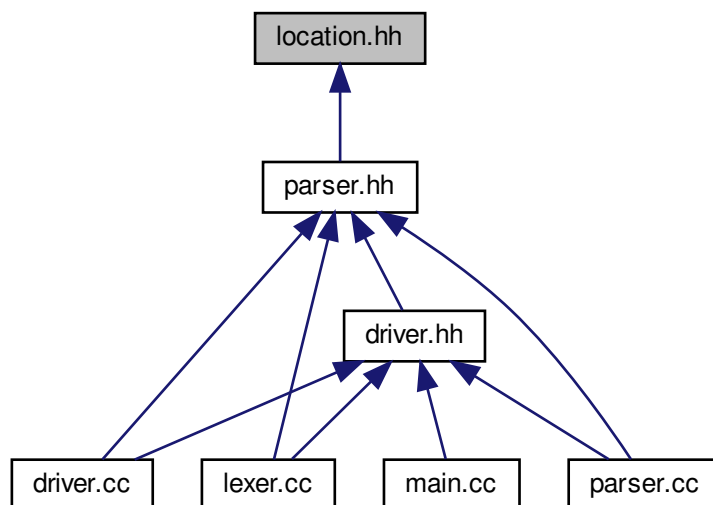 location.hh
parser.hh
driver.hh
driver.cc
lexer.cc
main.cc
parser.cc